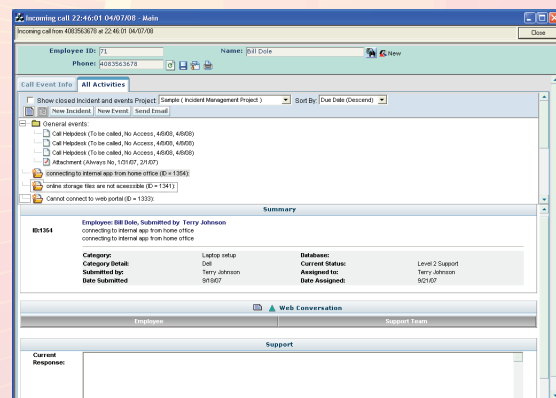 Incoming call 22:46:01 04/07/08 - Main
Incoming call from 4083563678 at 22:46:01 04/07/08
Close
Employee ID: 71 Name: Bill Dole New
Phone: 4083563678
Call Event Info All Activities
Show closed Incident and events Project: Sample ( Incident Management Project ) Sort By: Due Date (Descend)
New Incident New Event Send Email
General events:
Call Helpdesk (To be called, No Access, 4/8/08, 4/8/08)
Call Helpdesk (To be called, No Access, 4/8/08, 4/8/08)
Call Helpdesk (To be called, No Access, 4/8/08, 4/8/08)
Attachment (Always No, 1/31/07, 2/1/07)
connecting to internal app from home office (ID = 1354):
online storage files are not acsessible (ID = 1341):
Cannot connect to web portal (ID = 1333):
Summary
ID:1354 Employee: Bill Dole, Submitted by Terry Johnson
connecting to internal app from home office
connecting to internal app from home office
Category: Laptop setup Database:
Category Detail: Dell Current Status: Level 2 Support
Submitted by: Terry Johnson Assigned to: Terry Johnson
Date Submitted 9/18/07 Date Assigned: 9/21/07
Web Conversation
Employee Support Team
Support
Current
Response: